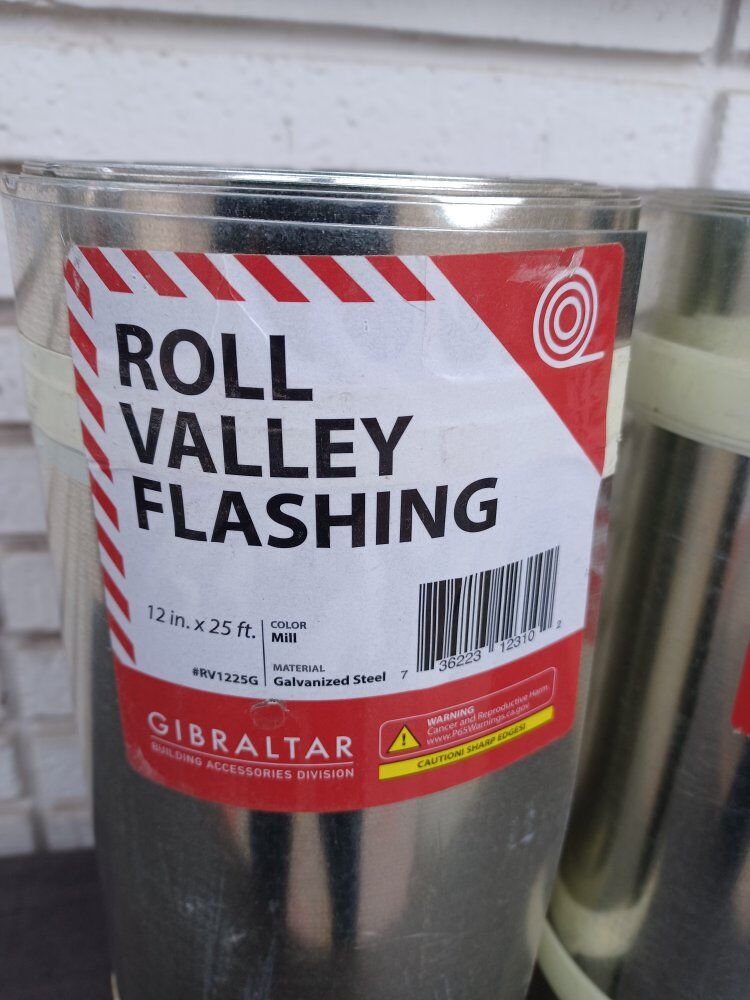 ROLL
VALLEY
FLASHING
12 in. x 25 ft.
#RV1225G
COLOR
Mill
MATERIAL
Galvanized Steel
7 36223 12310 2
GIBRALTAR
BUILDING ACCESSORIES DIVISION
WARNING
Cancer and Reproductive Harm.
www.P65Warnings.ca.gov
CAUTION! SHARP EDGES!